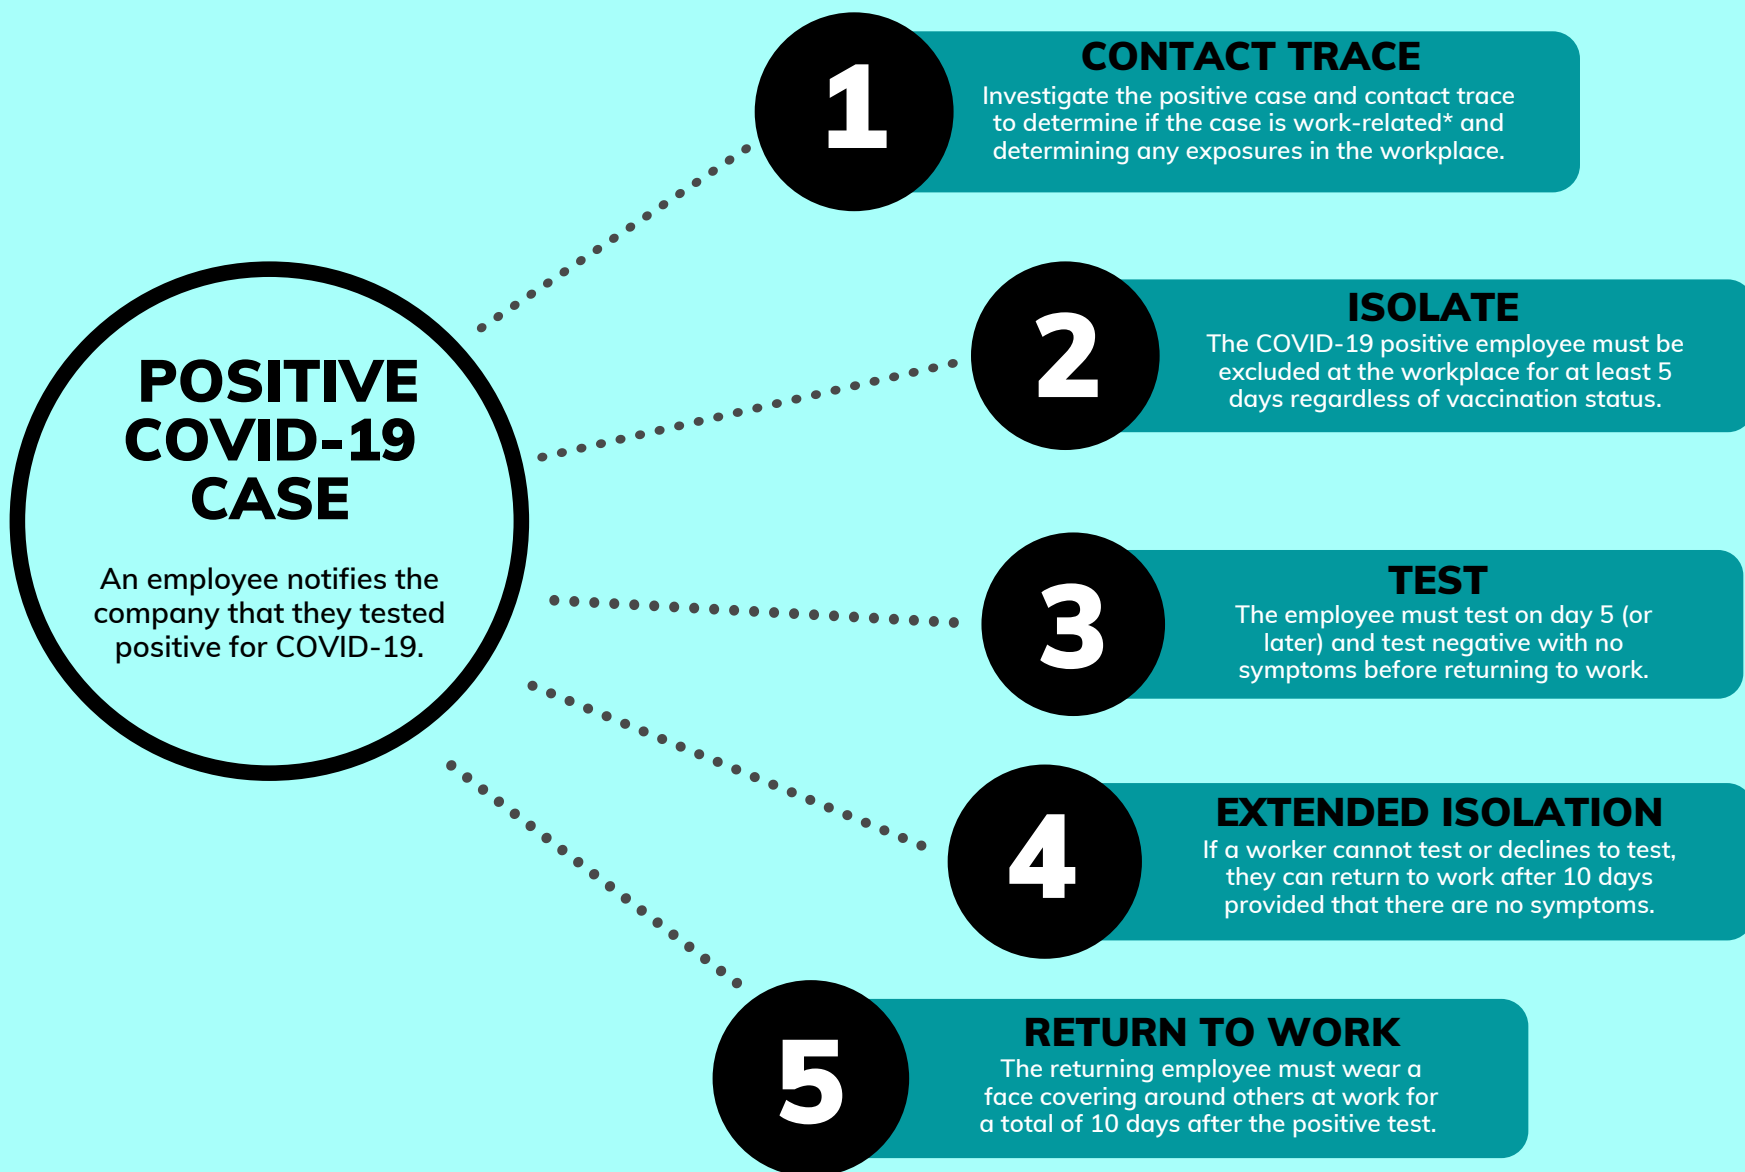 POSITIVE
COVID-19
CASE
An employee notifies the
company that they tested
positive for COVID-19.
1
CONTACT TRACE
Investigate the positive case and contact trace
to determine if the case is work-related* and
determining any exposures in the workplace.
2
ISOLATE
The COVID-19 positive employee must be
excluded at the workplace for at least 5
days regardless of vaccination status.
3
TEST
The employee must test on day 5 (or
later) and test negative with no
symptoms before returning to work.
4
EXTENDED ISOLATION
If a worker cannot test or declines to test,
they can return to work after 10 days
provided that there are no symptoms.
5
RETURN TO WORK
The returning employee must wear a
face covering around others at work for
a total of 10 days after the positive test.